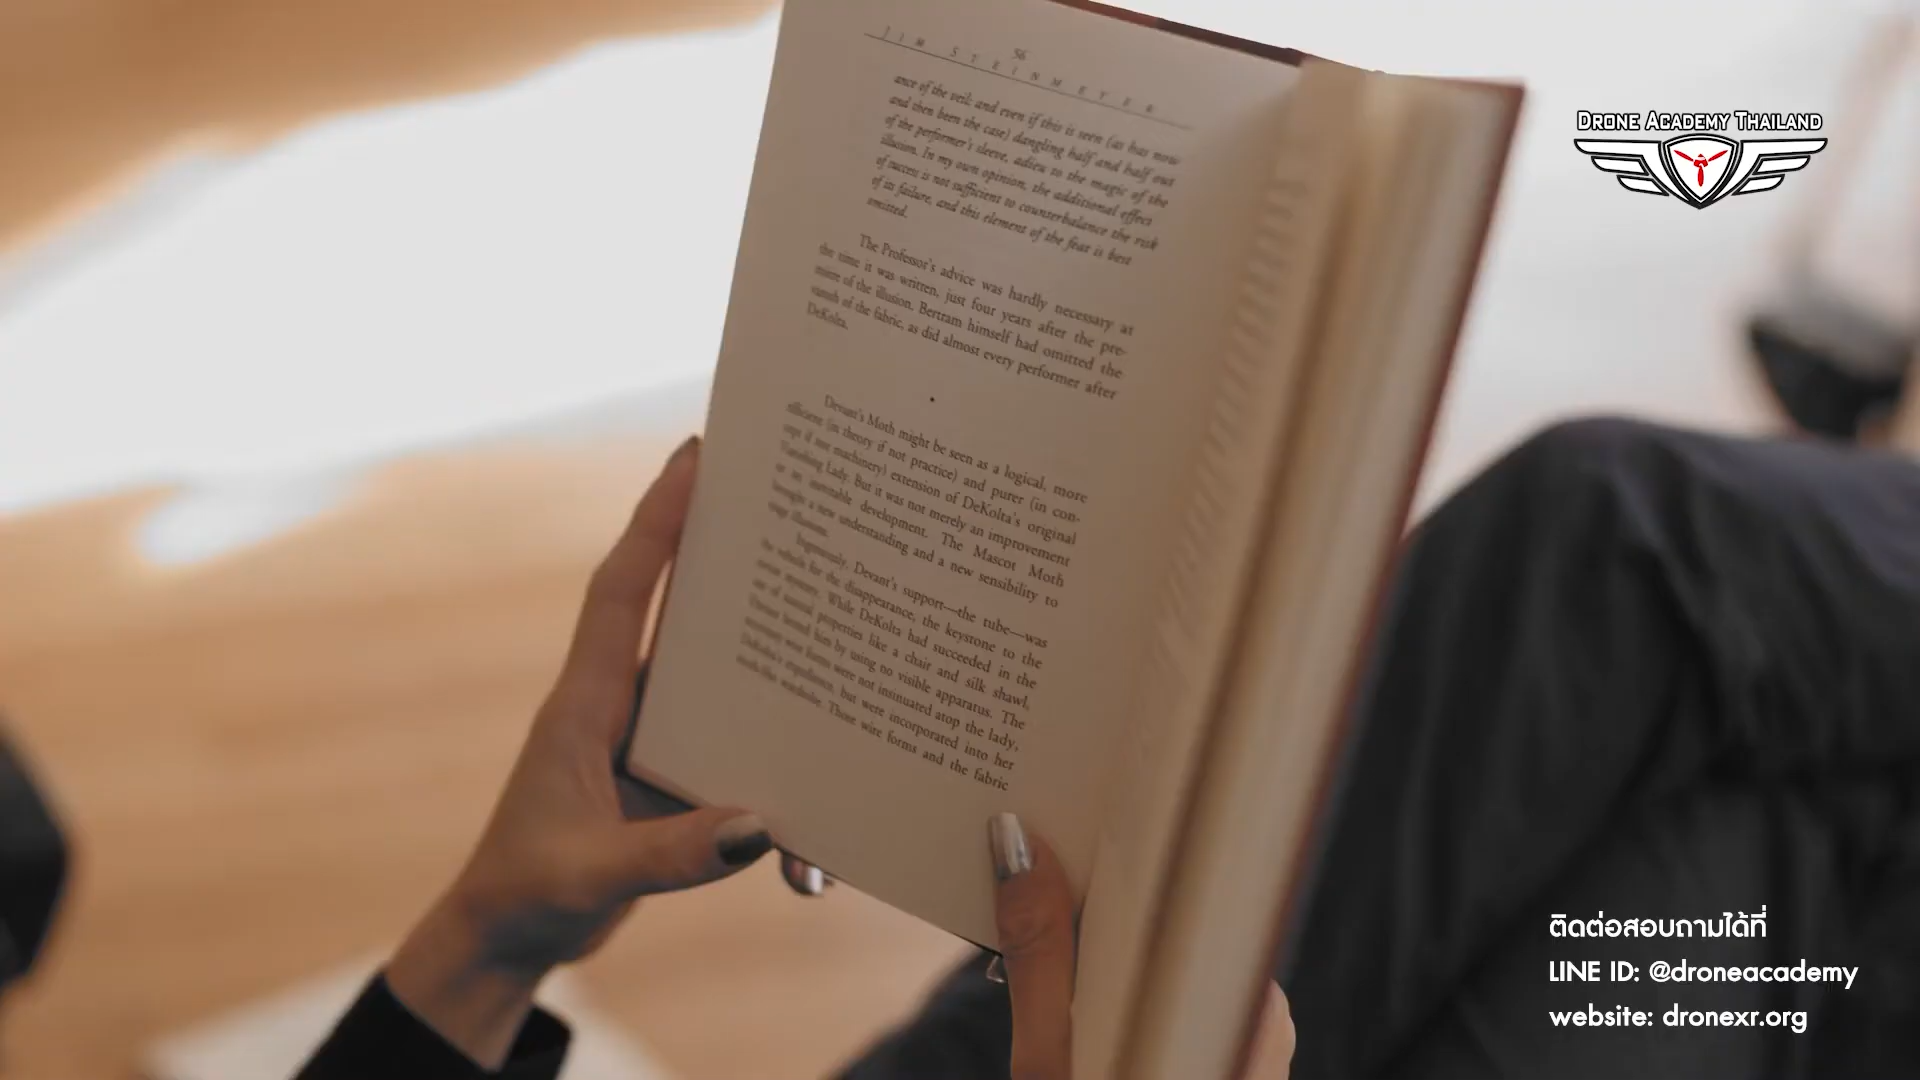 56
JIM STEINMEYER
ance of the veil; and even if this is seen (as has now
and then been the case) dangling half and half out
of the performer's sleeve, adieu to the magic of the
illusion. In my own opinion, the additional effect
of success is not sufficient to counterbalance the risk
of its failure, and this element of the feat is best
omitted.
The Professor's advice was hardly necessary at
the time it was written, just four years after the pre-
miere of the illusion. Bertram himself had omitted the
vanish of the fabric, as did almost every performer after
DeKolta.
Devant's Moth might be seen as a logical, more
efficient (in theory if not practice) and purer (in con-
cept if not machinery) extension of DeKolta's original
Vanishing Lady. But it was not merely an improvement
or an inevitable development. The Mascot Moth
brought a new understanding and a new sensibility to
stage illusions.
Ingeniously, Devant's support—the tube—was
the vehicle for the disappearance, the keystone to the
mystery. While DeKolta had succeeded in the
use of natural properties like a chair and silk shawl,
Devant bested him by using no visible apparatus. The
necessary wire forms were not insinuated atop the lady,
DeKolta's expedience, but were incorporated into her
moth-like wardrobe. Those wire forms and the fabric
DRONE ACADEMY THAILAND
ติดต่อสอบถามได้ที่
LINE ID: @droneacademy
website: dronexr.org